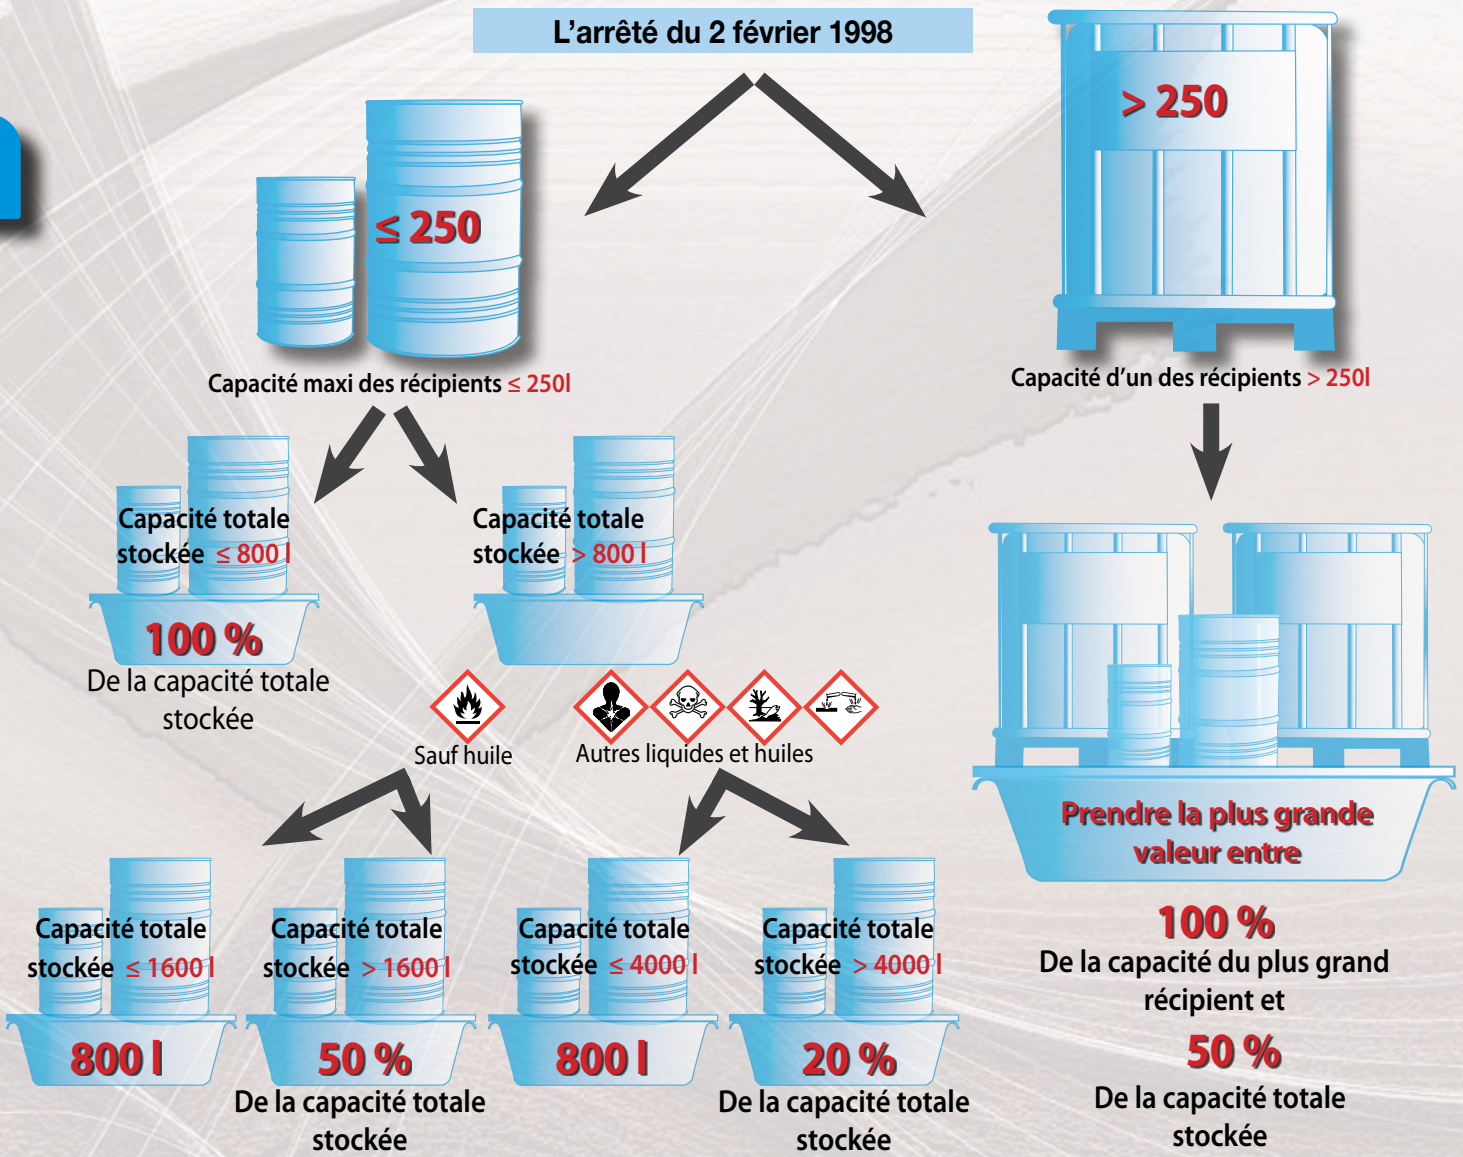 L'arrêté du 2 février 1998
≤ 250
> 250
Capacité maxi des récipients ≤ 250l
Capacité d'un des récipients > 250l
Capacité totale
stockée ≤ 800 l
100 %
De la capacité totale
stockée
Capacité totale
stockée > 800 l
Sauf huile
Autres liquides et huiles
Capacité totale
stockée ≤ 1600 l
800 l
Capacité totale
stockée > 1600 l
50 %
De la capacité totale
stockée
Capacité totale
stockée ≤ 4000 l
800 l
Capacité totale
stockée > 4000 l
20 %
De la capacité totale
stockée
Prendre la plus grande
valeur entre
100 %
De la capacité du plus grand
récipient et
50 %
De la capacité totale
stockée